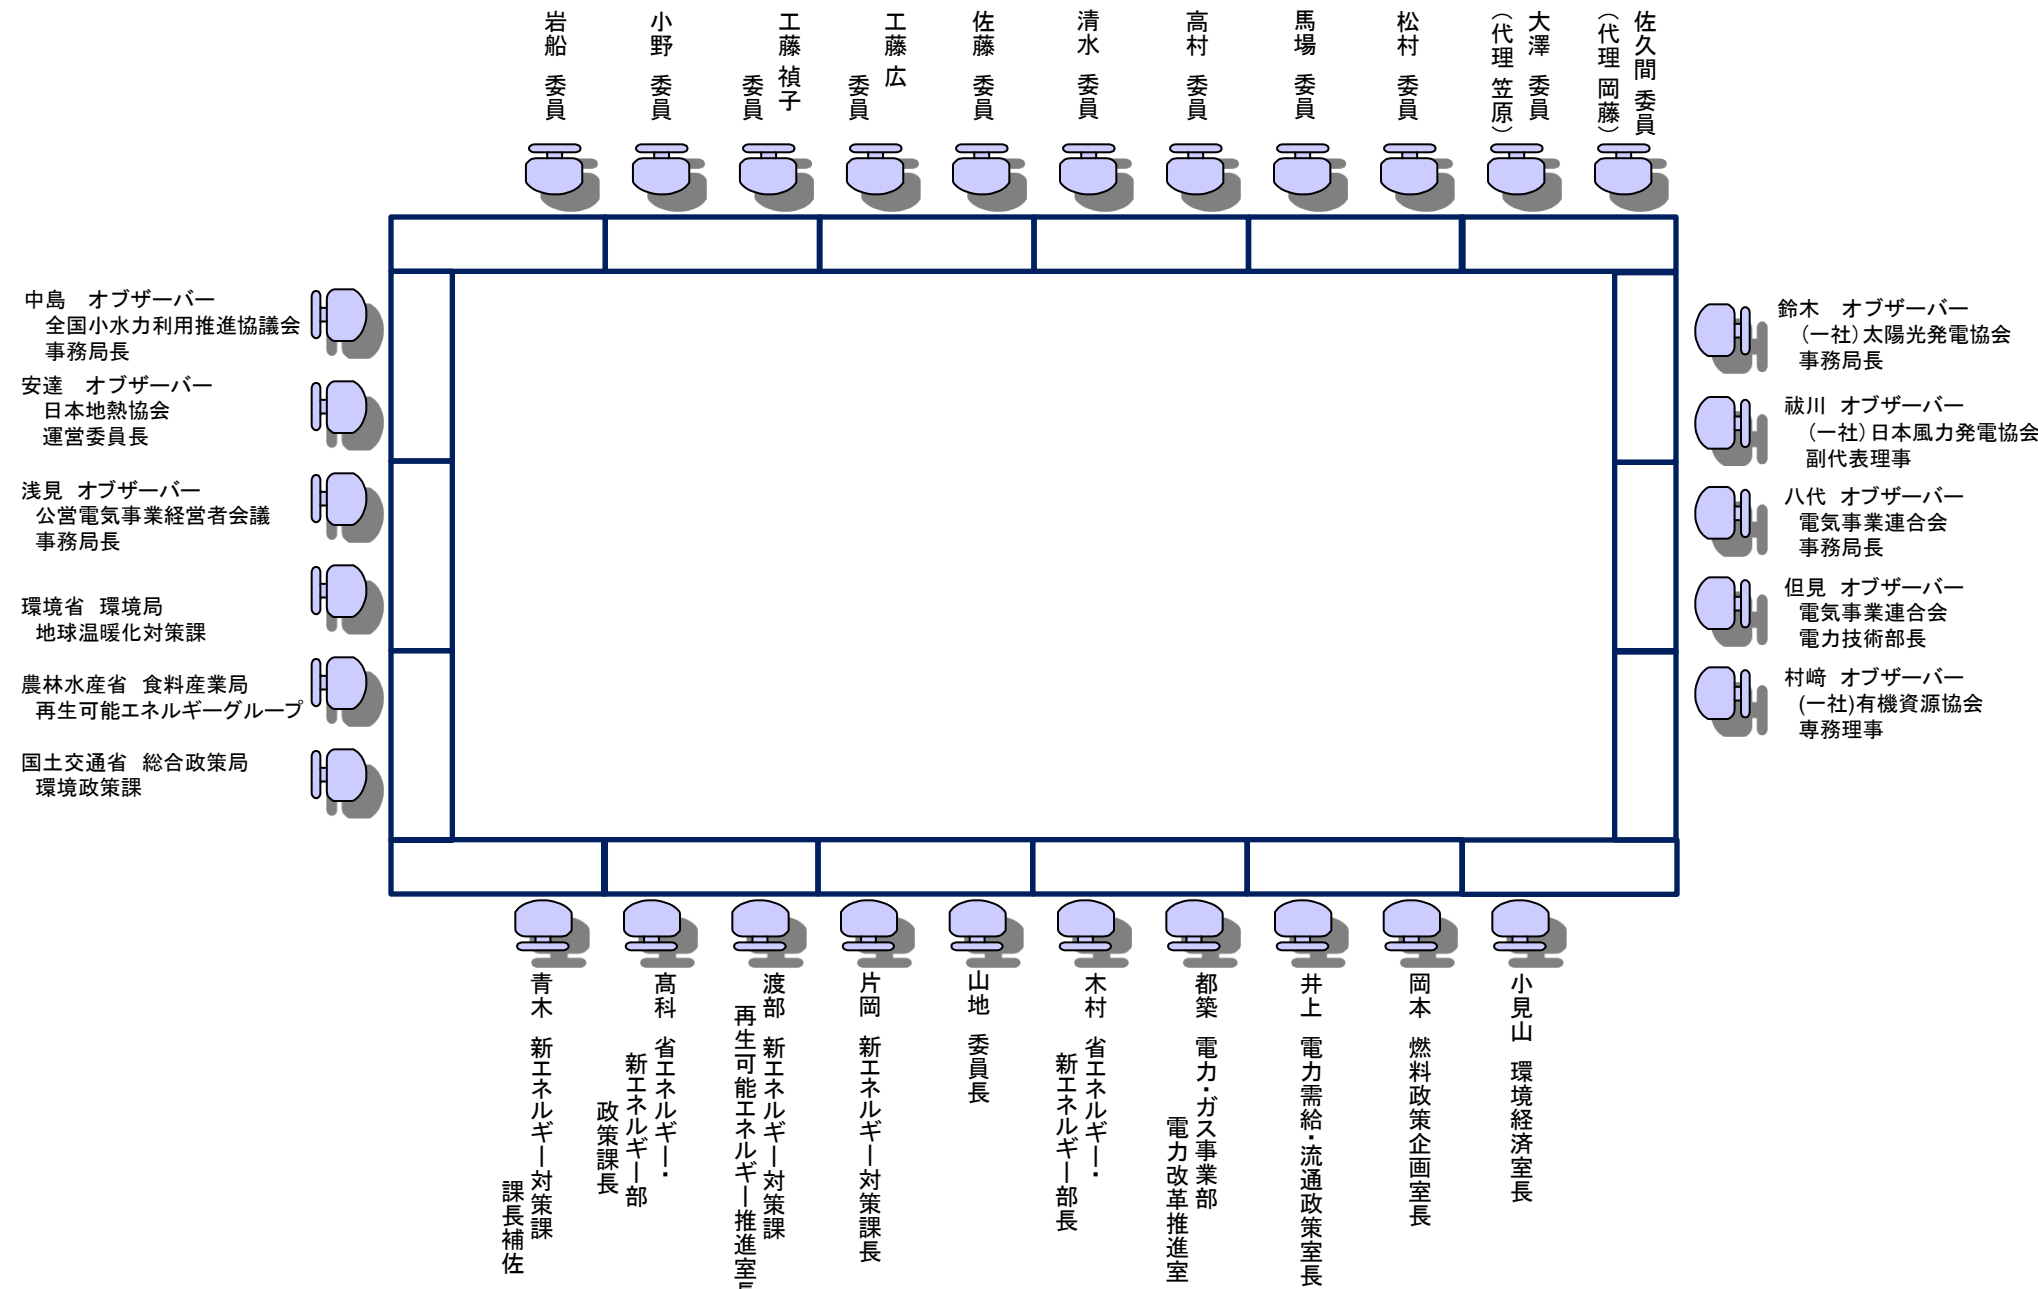 岩船 委員
小野 委員
工藤 禎子
委員
工藤 広
委員
佐藤 委員
清水 委員
高村 委員
馬場 委員
松村 委員
大澤 委員
（代理 笠原）
佐久間 委員
（代理 岡藤）
中島　オブザーバー
全国小水力利用推進協議会
事務局長
安達　オブザーバー
日本地熱協会
運営委員長
浅見 オブザーバー
公営電気事業経営者会議
事務局長
環境省 環境局
地球温暖化対策課
農林水産省 食料産業局
再生可能エネルギーグループ
国土交通省 総合政策局
環境政策課
鈴木　オブザーバー
（一社）太陽光発電協会
事務局長
祓川 オブザーバー
（一社）日本風力発電協会
副代表理事
八代 オブザーバー
電気事業連合会
事務局長
但見 オブザーバー
電気事業連合会
電力技術部長
村﨑 オブザーバー
(一社)有機資源協会
専務理事
青木 新エネルギー対策課
課長補佐
髙科 省エネルギー・
新エネルギー部
政策課長
渡部 新エネルギー対策課
再生可能エネルギー推進室長
片岡 新エネルギー対策課長
山地 委員長
木村 省エネルギー・
新エネルギー部長
都築 電力・ガス事業部
電力改革推進室
井上 電力需給・流通政策室長
岡本 燃料政策企画室長
小見山 環境経済室長